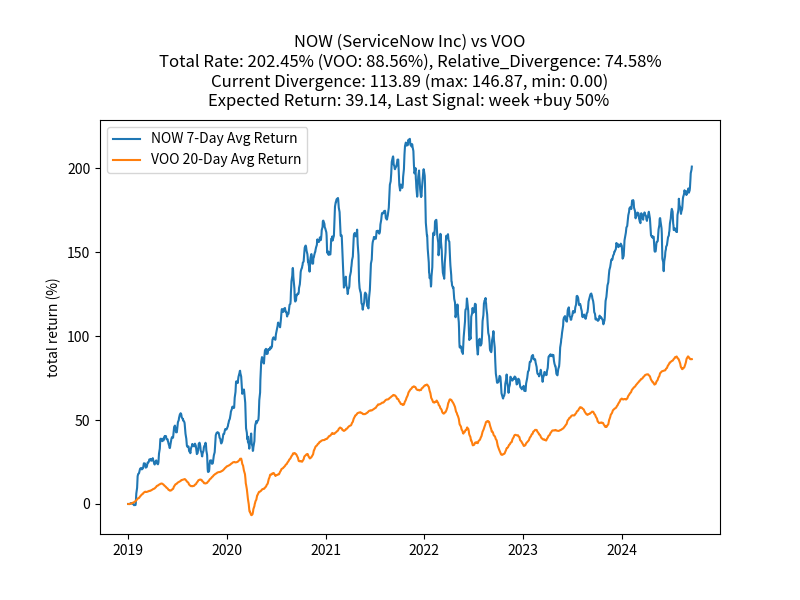 NOW (ServiceNow Inc) vs VOO
Total Rate: 202.45% (VOO: 88.56%), Relative_Divergence: 74.58%
Current Divergence: 113.89 (max: 146.87, min: 0.00)
Expected Return: 39.14, Last Signal: week +buy 50%
NOW 7-Day Avg Return
VOO 20-Day Avg Return
total return (%)
200
150
100
50
0
2019
2020
2021
2022
2023
2024